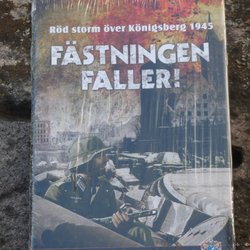 Röd storm över Königsberg 1945
FÄSTNINGEN
FALLER!